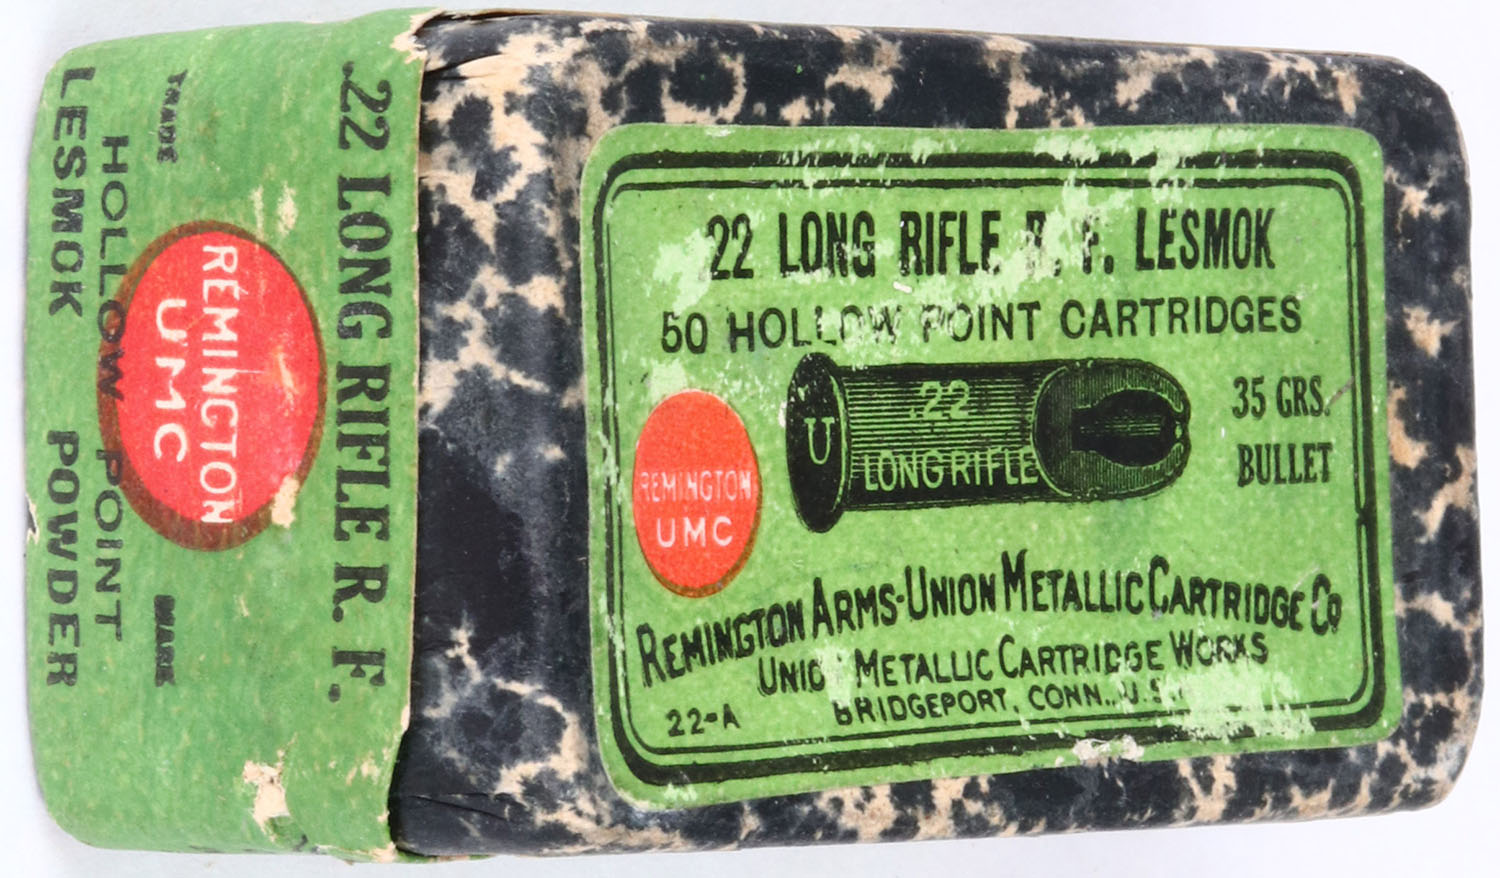 .22 LONG RIFLE R. F.
TRADE MARK
REMINGTON
UMC
HOLLOW POINT
LESMOK POWDER
22 LONG RIFLE R. F. LESMOK
50 HOLLOW POINT CARTRIDGES
U
.22
LONG RIFLE
35 GRS.
BULLET
REMINGTON
UMC
REMINGTON ARMS-UNION METALLIC CARTRIDGE CO
UNION METALLIC CARTRIDGE WORKS
BRIDGEPORT, CONN., U.S.
22-A